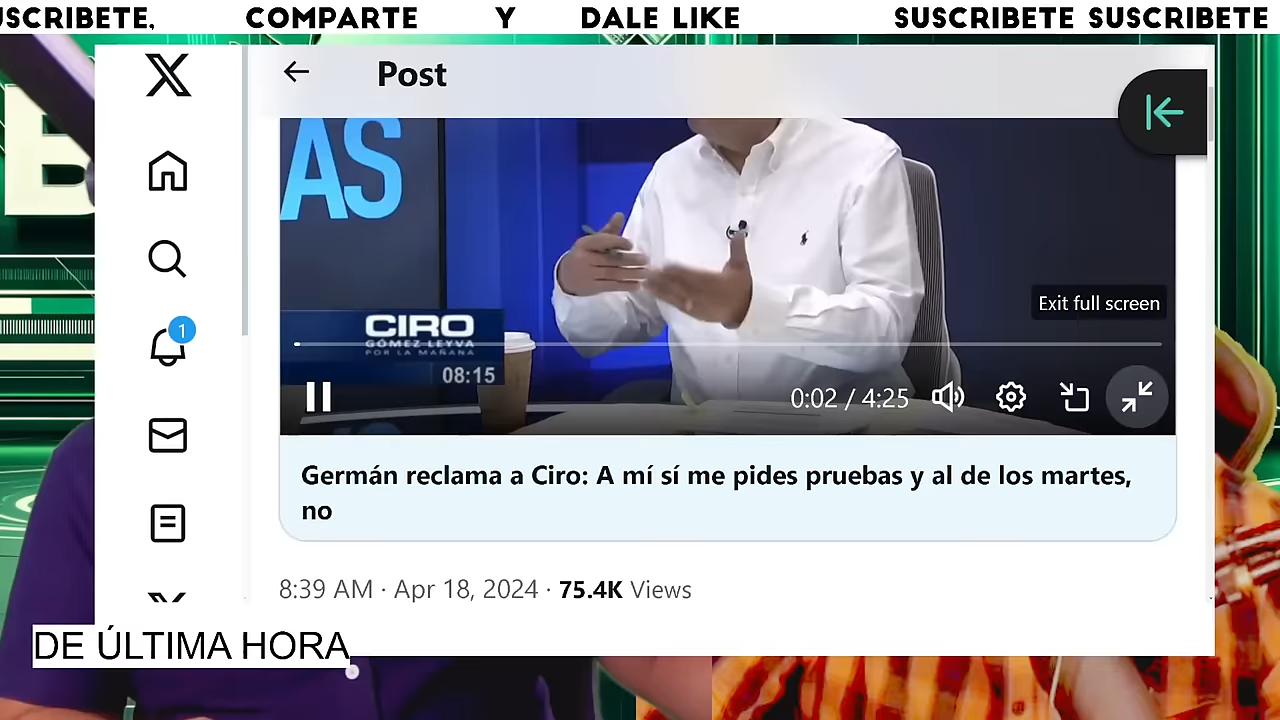 USCRIBETE, COMPARTE Y DALE LIKE SUSCRIBETE SUSCRIBETE
Post
1
AS
Exit full screen
CIRO
GÓMEZ LEYVA
POR LA MAÑANA
08:15
0:02 / 4:25
Germán reclama a Ciro: A mí sí me pides pruebas y al de los martes,
no
8:39 AM · Apr 18, 2024 · 75.4K Views
DE ÚLTIMA HORA